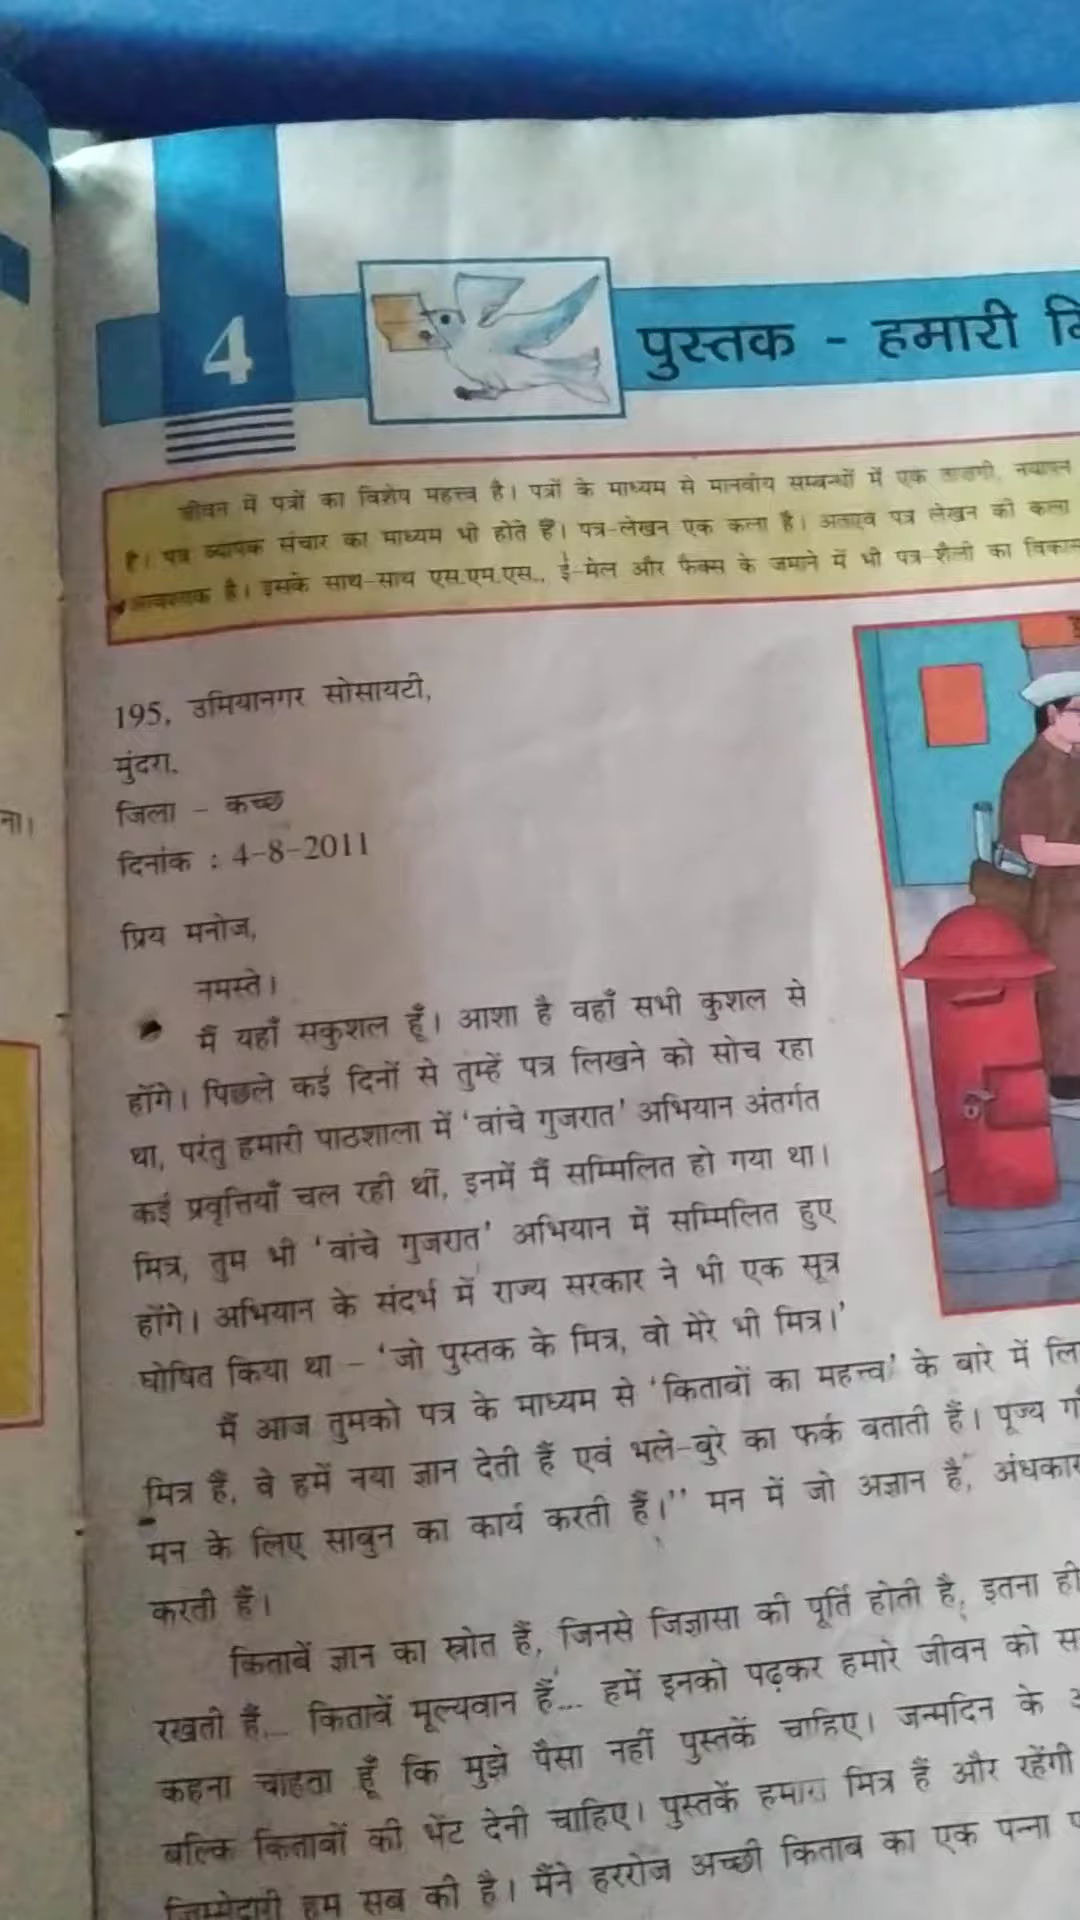 4
पुस्तक - हमारी
जीवन में पत्रों का विशेष महत्त्व है। पत्रों के माध्यम से मानवीय सम्बन्धों में एक ताज़गी, नयापन
है। पत्र व्यापक संचार का माध्यम भी होते हैं। पत्र-लेखन एक कला है। अतएव पत्र लेखन की कला
आवश्यक है। इसके साथ-साथ एस.एम.एस., ई-मेल और फैक्स के जमाने में भी पत्र-शैली का विकास
195, उमियानगर सोसायटी,
मुंदरा,
जिला - कच्छ
दिनांक : 4-8-2011
ना।
प्रिय मनोज,
नमस्ते।
मैं यहाँ सकुशल हूँ। आशा है वहाँ सभी कुशल से
होंगे। पिछले कई दिनों से तुम्हें पत्र लिखने को सोच रहा
था, परंतु हमारी पाठशाला में ‘वांचे गुजरात’ अभियान अंतर्गत
कई प्रवृत्तियाँ चल रही थीं, इनमें मैं सम्मिलित हो गया था।
मित्र, तुम भी ‘वांचे गुजरात’ अभियान में सम्मिलित हुए
होंगे। अभियान के संदर्भ में राज्य सरकार ने भी एक सूत्र
घोषित किया था – ‘जो पुस्तक के मित्र, वो मेरे भी मित्र।’
मैं आज तुमको पत्र के माध्यम से ‘किताबों का महत्त्व’ के बारे में
मित्र हैं, वे हमें नया ज्ञान देती हैं एवं भले-बुरे का फर्क बताती हैं। पूज्य
मन के लिए साबुन का कार्य करती हैं।’’ मन में जो अज्ञान है, अंधकार
करती हैं।
किताबें ज्ञान का स्रोत हैं, जिनसे जिज्ञासा की पूर्ति होती है, इतना ही
रखती हैं... किताबें मूल्यवान हैं... हमें इनको पढ़कर हमारे जीवन को
कहना चाहता हूँ कि मुझे पैसा नहीं पुस्तकें चाहिए। जन्मदिन के
बल्कि किताबों की भेंट देनी चाहिए। पुस्तकें हमारा मित्र हैं और रहेंगी
जिम्मेदारी हम सब की है। मैंने हररोज अच्छी किताब का एक पन्ना